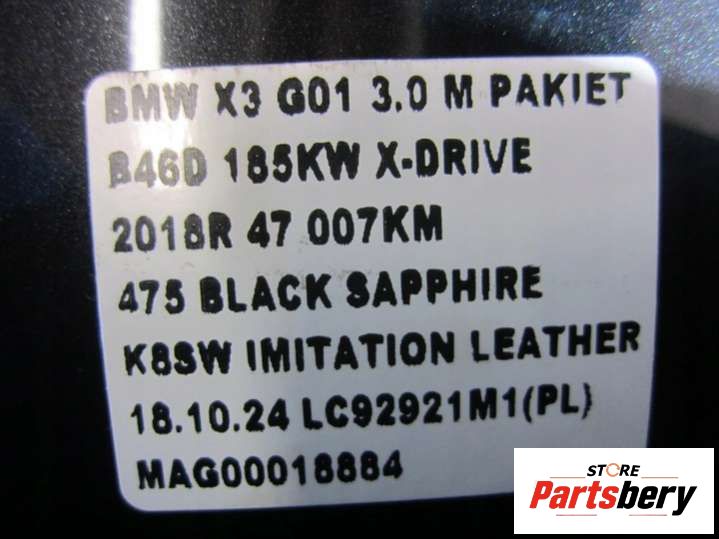 BMW X3 G01 3.0 M PAKIET
B46D 185KW X-DRIVE
2018R 47 007KM
475 BLACK SAPPHIRE
K8SW IMITATION LEATHER
18.10.24 LC92921M1(PL)
MAG00018884
STORE
Partsbery